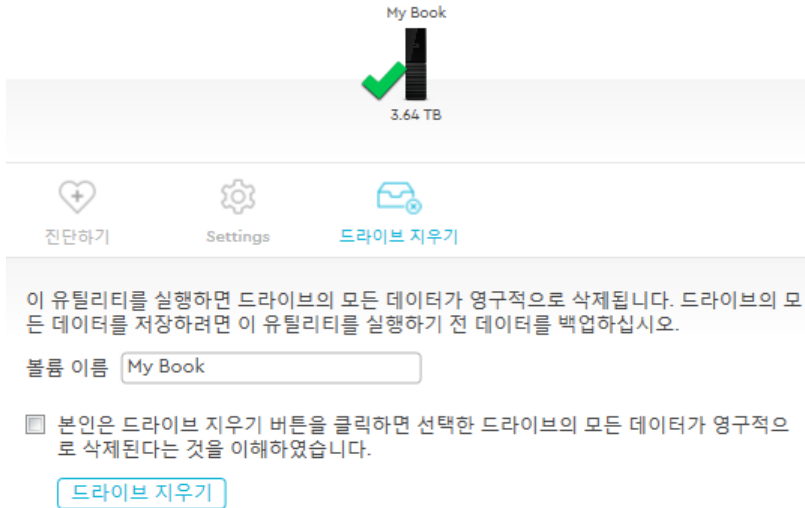 My Book
3.64 TB
진단하기
Settings
드라이브 지우기
이 유틸리티를 실행하면 드라이브의 모든 데이터가 영구적으로 삭제됩니다. 드라이브의 모
든 데이터를 저장하려면 이 유틸리티를 실행하기 전 데이터를 백업하십시오.
볼륨 이름 My Book
본인은 드라이브 지우기 버튼을 클릭하면 선택한 드라이브의 모든 데이터가 영구적으
로 삭제된다는 것을 이해하였습니다.
드라이브 지우기